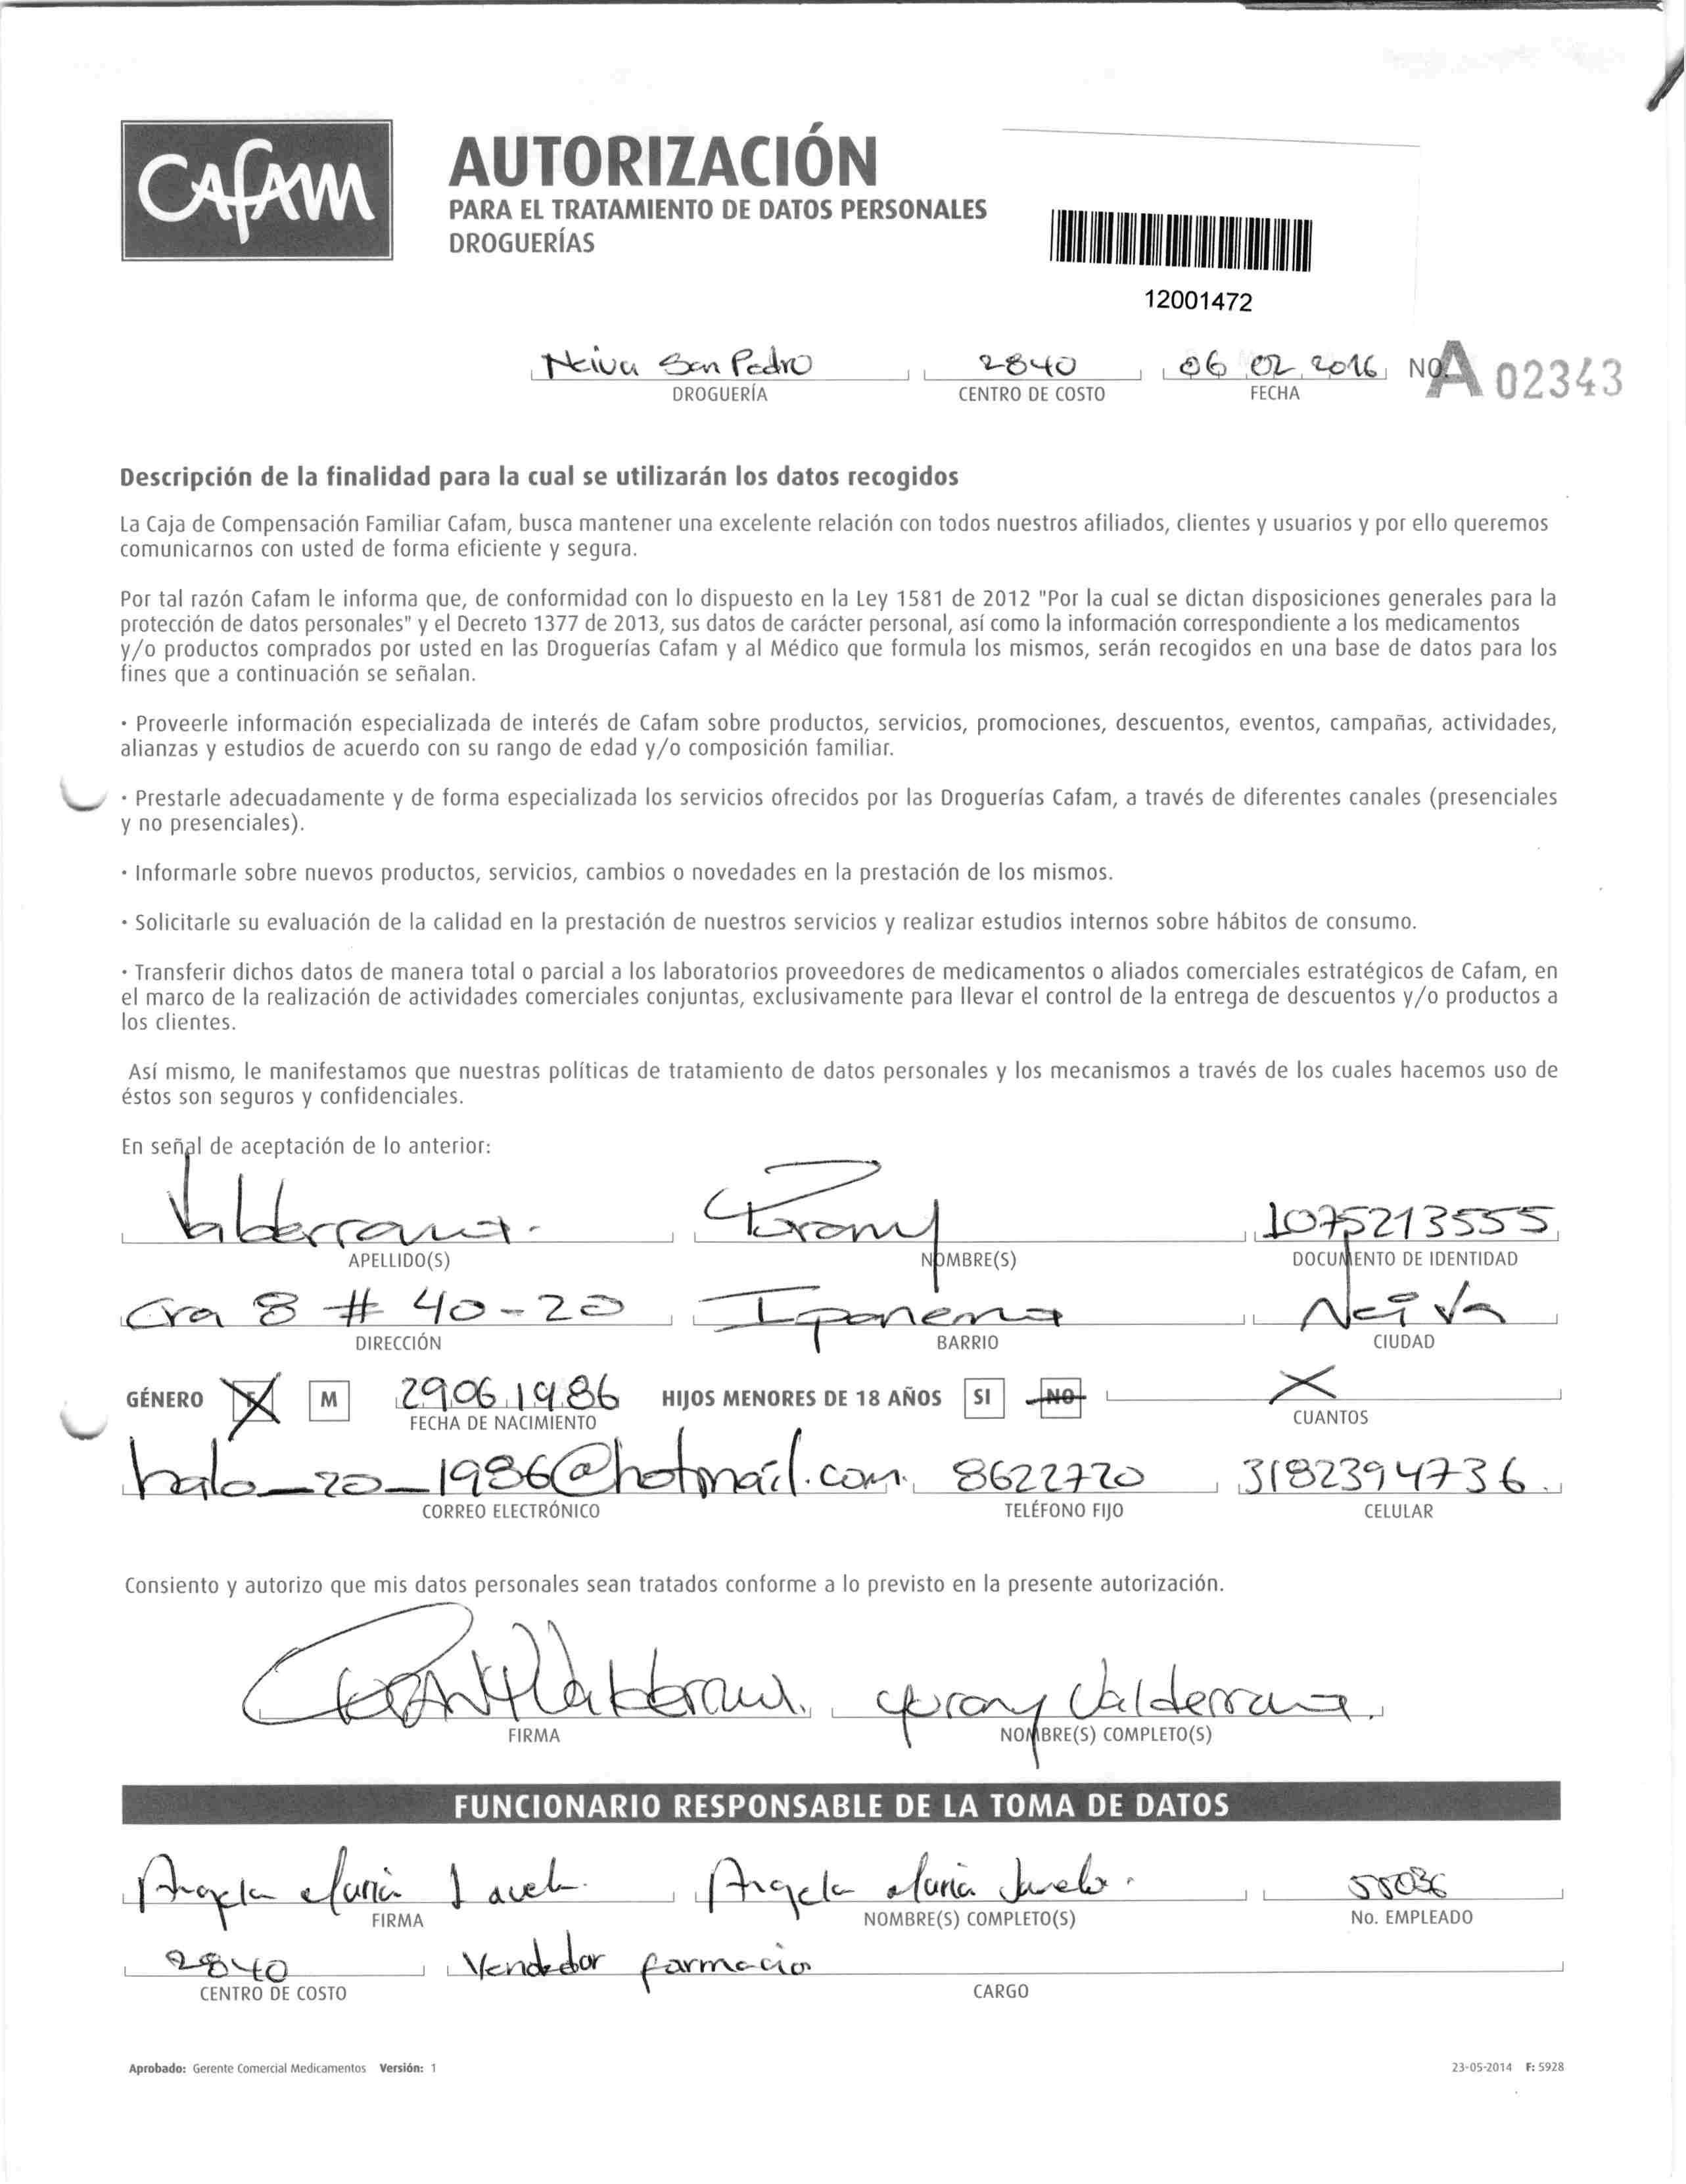 CAFAM
AUTORIZACIÓN
PARA EL TRATAMIENTO DE DATOS PERSONALES
DROGUERÍAS
12001472
Neiva San Pedro 2840 06 02 2016 NO. A 02343
DROGUERÍA CENTRO DE COSTO FECHA
Descripción de la finalidad para la cual se utilizarán los datos recogidos
La Caja de Compensación Familiar Cafam, busca mantener una excelente relación con todos nuestros afiliados, clientes y usuarios y por ello queremos
comunicarnos con usted de forma eficiente y segura.
Por tal razón Cafam le informa que, de conformidad con lo dispuesto en la Ley 1581 de 2012 "Por la cual se dictan disposiciones generales para la
protección de datos personales" y el Decreto 1377 de 2013, sus datos de carácter personal, así como la información correspondiente a los medicamentos
y/o productos comprados por usted en las Droguerías Cafam y al Médico que formula los mismos, serán recogidos en una base de datos para los
fines que a continuación se señalan.
· Proveerle información especializada de interés de Cafam sobre productos, servicios, promociones, descuentos, eventos, campañas, actividades,
alianzas y estudios de acuerdo con su rango de edad y/o composición familiar.
· Prestarle adecuadamente y de forma especializada los servicios ofrecidos por las Droguerías Cafam, a través de diferentes canales (presenciales
y no presenciales).
· Informarle sobre nuevos productos, servicios, cambios o novedades en la prestación de los mismos.
· Solicitarle su evaluación de la calidad en la prestación de nuestros servicios y realizar estudios internos sobre hábitos de consumo.
· Transferir dichos datos de manera total o parcial a los laboratorios proveedores de medicamentos o aliados comerciales estratégicos de Cafam, en
el marco de la realización de actividades comerciales conjuntas, exclusivamente para llevar el control de la entrega de descuentos y/o productos a
los clientes.
Así mismo, le manifestamos que nuestras políticas de tratamiento de datos personales y los mecanismos a través de los cuales hacemos uso de
éstos son seguros y confidenciales.
En señal de aceptación de lo anterior:
Valderrama. Yurany 1075213555
APELLIDO(S) NOMBRE(S) DOCUMENTO DE IDENTIDAD
Cra 8 # 40-20 Ipanema Neiva
DIRECCIÓN BARRIO CIUDAD
GÉNERO F M 29 06 1986 HIJOS MENORES DE 18 AÑOS SI NO X
FECHA DE NACIMIENTO CUANTOS
halo_20_1986@hotmail.com. 8622720 3182394736.
CORREO ELECTRÓNICO TELÉFONO FIJO CELULAR
Consiento y autorizo que mis datos personales sean tratados conforme a lo previsto en la presente autorización.
Valderrama. Yurany Valderrama.
FIRMA NOMBRE(S) COMPLETO(S)
FUNCIONARIO RESPONSABLE DE LA TOMA DE DATOS
Angela Maria Angela Maria 55036
FIRMA NOMBRE(S) COMPLETO(S) No. EMPLEADO
2840 Vendedor farmacia
CENTRO DE COSTO CARGO
Aprobado: Gerente Comercial Medicamentos Versión: 1 23-05-2014 F: 5928